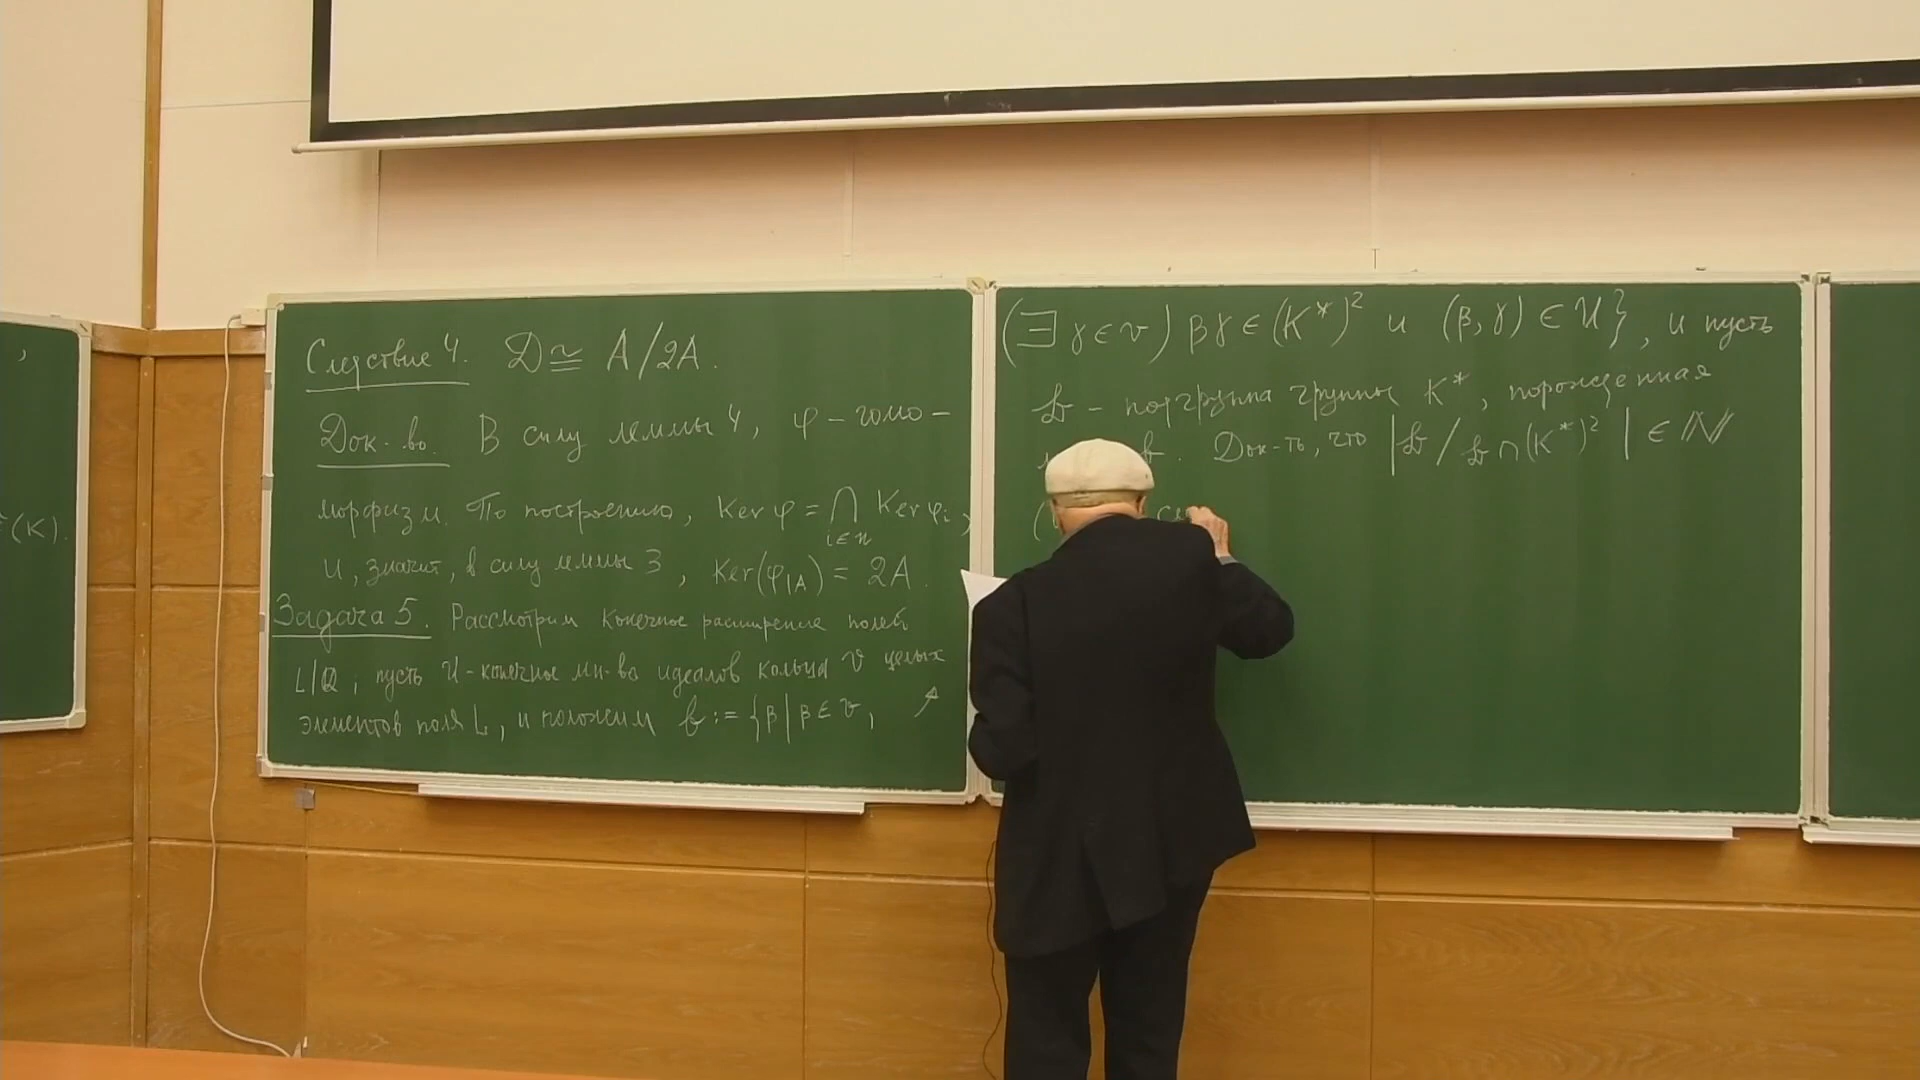 ,
(K).
Следствие 4. D ≅ A/2A.
Док-во. В силу леммы 4, φ – гомо–
морфизм. По построению, Ker φ = ⋂ Ker φi,
i∈n
и, значит, в силу леммы 3, Ker(φ|A) = 2A.
Задача 5. Рассмотрим конечное расширение полей
L|Q; пусть U - конечное мн-во идеалов кольца v целых
элементов поля L, и положим b := {β | β ∈ v,
(∃ γ ∈ v) βγ ∈ (K*)² и (β, γ) ∈ U}, и пусть
b – подгруппа группы K*, порожденная
b. Док-ть, что |b / b ∩ (K*)²| ∈ ℕ
(